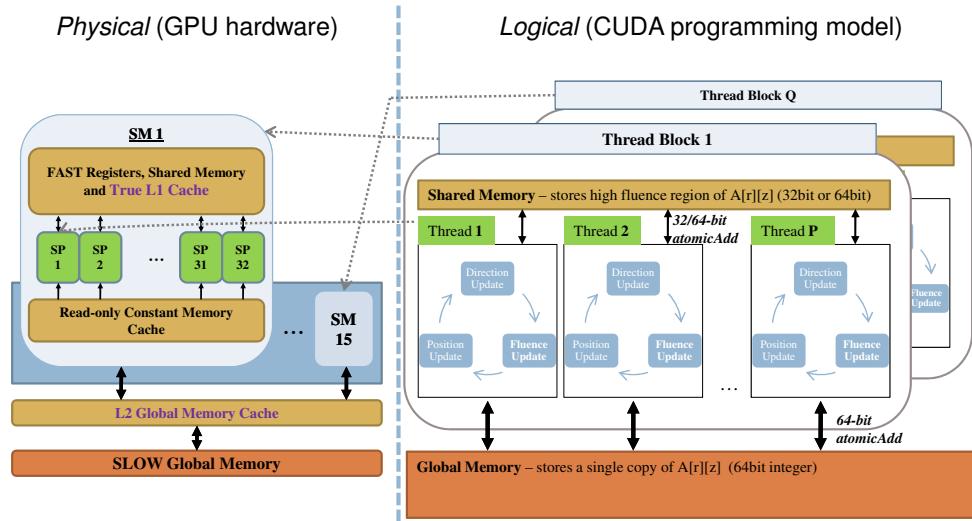 Physical (GPU hardware)
Logical (CUDA programming model)
SM 1
FAST Registers, Shared Memory
and True L1 Cache
SP
1
SP
2
...
SP
31
SP
32
Read-only Constant Memory
Cache
...
SM
15
L2 Global Memory Cache
SLOW Global Memory
Thread Block Q
Thread Block 1
Shared Memory – stores high fluence region of A[r][z] (32bit or 64bit)
32/64-bit
atomicAdd
Thread 1
Thread 2
Thread P
Direction
Update
Position
Update
Fluence
Update
Direction
Update
Position
Update
Fluence
Update
...
Direction
Update
Position
Update
Fluence
Update
Fluence
Update
64-bit
atomicAdd
Global Memory – stores a single copy of A[r][z] (64bit integer)